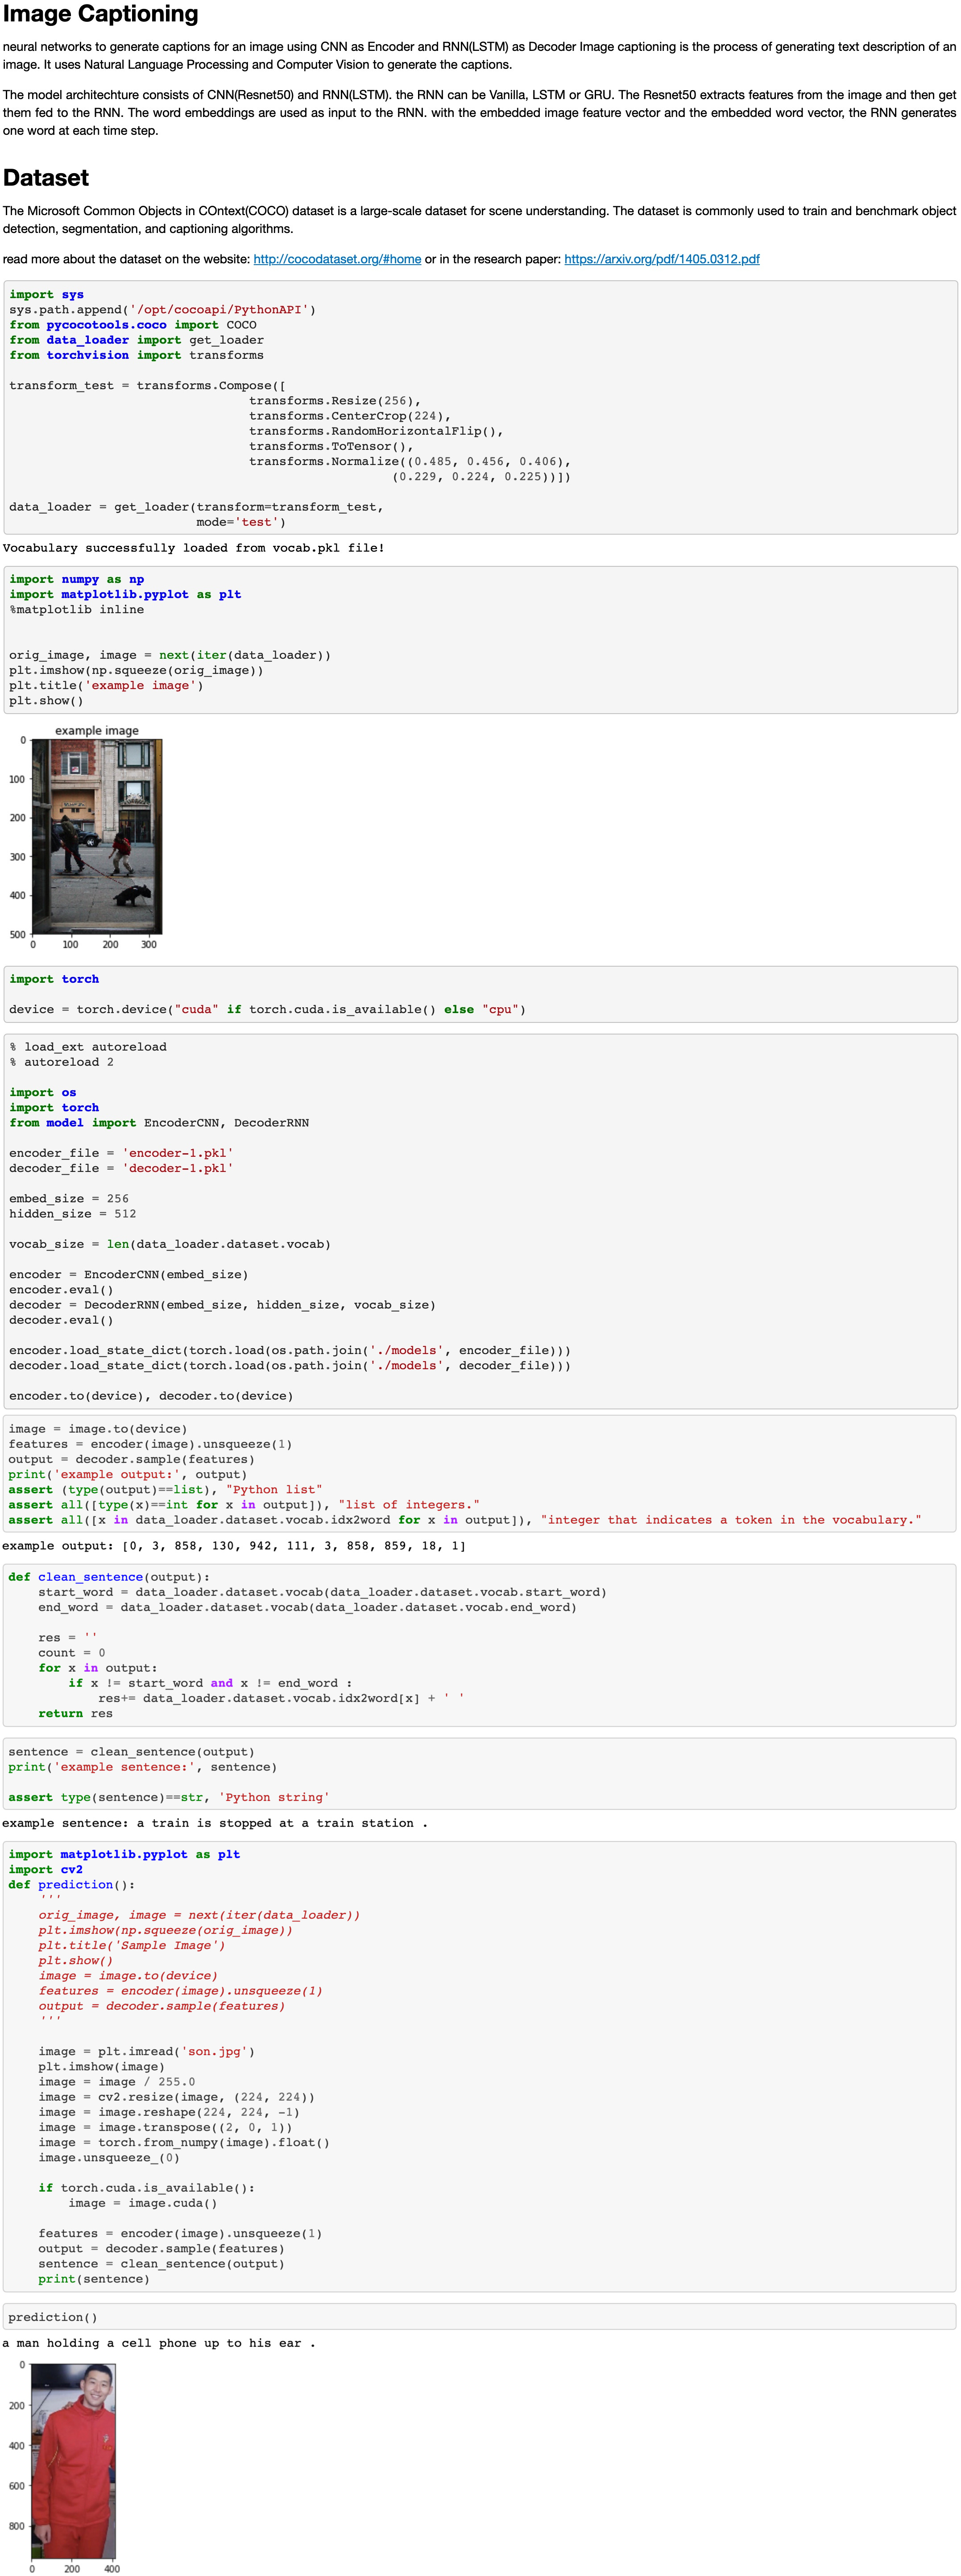 Image Captioning
neural networks to generate captions for an image using CNN as Encoder and RNN(LSTM) as Decoder Image captioning is the process of generating text description of an
image. It uses Natural Language Processing and Computer Vision to generate the captions.
The model architechture consists of CNN(Resnet50) and RNN(LSTM). the RNN can be Vanilla, LSTM or GRU. The Resnet50 extracts features from the image and then get
them fed to the RNN. The word embeddings are used as input to the RNN. with the embedded image feature vector and the embedded word vector, the RNN generates
one word at each time step.
Dataset
The Microsoft Common Objects in COntext(COCO) dataset is a large-scale dataset for scene understanding. The dataset is commonly used to train and benchmark object
detection, segmentation, and captioning algorithms.
read more about the dataset on the website: http://cocodataset.org/#home or in the research paper: https://arxiv.org/pdf/1405.0312.pdf
import sys
sys.path.append('/opt/cocoapi/PythonAPI')
from pycocotools.coco import COCO
from data_loader import get_loader
from torchvision import transforms
transform_test = transforms.Compose([
transforms.Resize(256),
transforms.CenterCrop(224),
transforms.RandomHorizontalFlip(),
transforms.ToTensor(),
transforms.Normalize((0.485, 0.456, 0.406),
(0.229, 0.224, 0.225))])
data_loader = get_loader(transform=transform_test,
mode='test')
Vocabulary successfully loaded from vocab.pkl file!
import numpy as np
import matplotlib.pyplot as plt
%matplotlib inline
orig_image, image = next(iter(data_loader))
plt.imshow(np.squeeze(orig_image))
plt.title('example image')
plt.show()
example image
0
100
200
300
400
500
0 100 200 300
import torch
device = torch.device("cuda" if torch.cuda.is_available() else "cpu")
% load_ext autoreload
% autoreload 2
import os
import torch
from model import EncoderCNN, DecoderRNN
encoder_file = 'encoder-1.pkl'
decoder_file = 'decoder-1.pkl'
embed_size = 256
hidden_size = 512
vocab_size = len(data_loader.dataset.vocab)
encoder = EncoderCNN(embed_size)
encoder.eval()
decoder = DecoderRNN(embed_size, hidden_size, vocab_size)
decoder.eval()
encoder.load_state_dict(torch.load(os.path.join('./models', encoder_file)))
decoder.load_state_dict(torch.load(os.path.join('./models', decoder_file)))
encoder.to(device), decoder.to(device)
image = image.to(device)
features = encoder(image).unsqueeze(1)
output = decoder.sample(features)
print('example output:', output)
assert (type(output)==list), "Python list"
assert all([type(x)==int for x in output]), "list of integers."
assert all([x in data_loader.dataset.vocab.idx2word for x in output]), "integer that indicates a token in the vocabulary."
example output: [0, 3, 858, 130, 942, 111, 3, 858, 859, 18, 1]
def clean_sentence(output):
start_word = data_loader.dataset.vocab(data_loader.dataset.vocab.start_word)
end_word = data_loader.dataset.vocab(data_loader.dataset.vocab.end_word)
res = ''
count = 0
for x in output:
if x != start_word and x != end_word :
res+= data_loader.dataset.vocab.idx2word[x] + ' '
return res
sentence = clean_sentence(output)
print('example sentence:', sentence)
assert type(sentence)==str, 'Python string'
example sentence: a train is stopped at a train station .
import matplotlib.pyplot as plt
import cv2
def prediction():
'''
orig_image, image = next(iter(data_loader))
plt.imshow(np.squeeze(orig_image))
plt.title('Sample Image')
plt.show()
image = image.to(device)
features = encoder(image).unsqueeze(1)
output = decoder.sample(features)
'''
image = plt.imread('son.jpg')
plt.imshow(image)
image = image / 255.0
image = cv2.resize(image, (224, 224))
image = image.reshape(224, 224, -1)
image = image.transpose((2, 0, 1))
image = torch.from_numpy(image).float()
image.unsqueeze_(0)
if torch.cuda.is_available():
image = image.cuda()
features = encoder(image).unsqueeze(1)
output = decoder.sample(features)
sentence = clean_sentence(output)
print(sentence)
prediction()
a man holding a cell phone up to his ear .
0
200
400
600
800
0 200 400